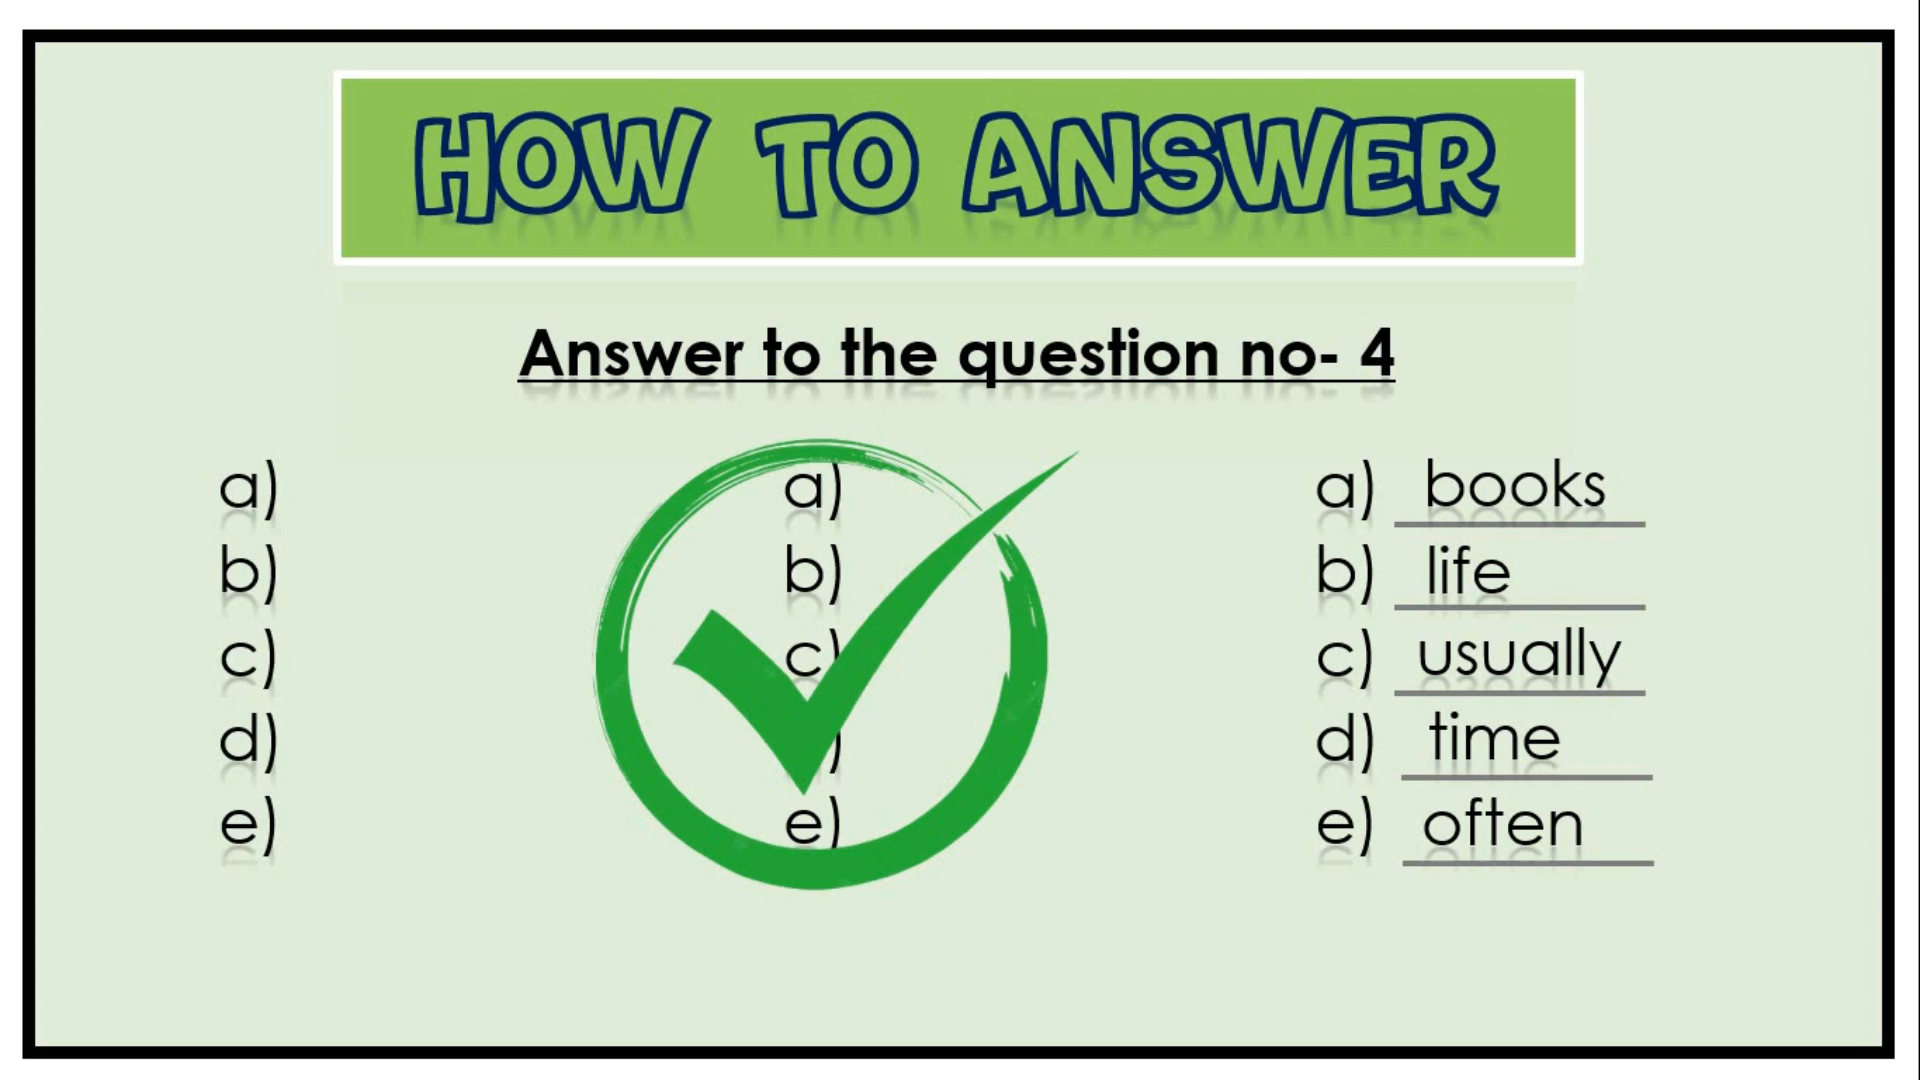 HOW TO ANSWER
Answer to the question no- 4
a) a) a) books
b) b) b) life
c) c) c) usually
d) ) d) time
e) e) e) often